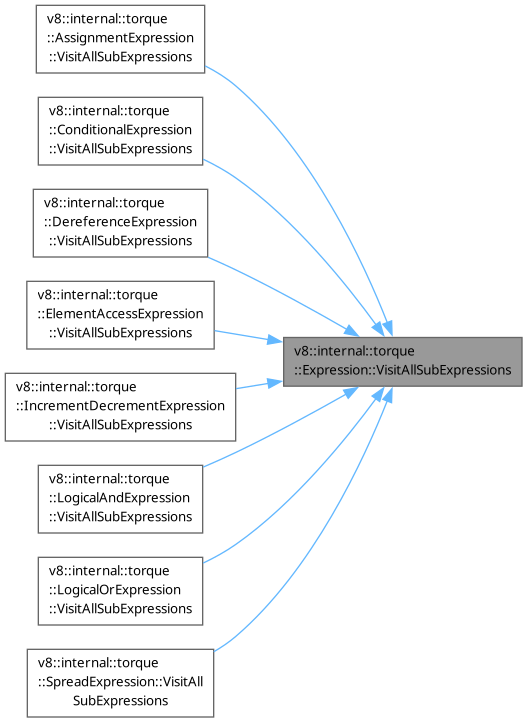 v8::internal::torque
::AssignmentExpression
::VisitAllSubExpressions
v8::internal::torque
::ConditionalExpression
::VisitAllSubExpressions
v8::internal::torque
::DereferenceExpression
::VisitAllSubExpressions
v8::internal::torque
::ElementAccessExpression
::VisitAllSubExpressions
v8::internal::torque
::Expression::VisitAllSubExpressions
v8::internal::torque
::IncrementDecrementExpression
::VisitAllSubExpressions
v8::internal::torque
::LogicalAndExpression
::VisitAllSubExpressions
v8::internal::torque
::LogicalOrExpression
::VisitAllSubExpressions
v8::internal::torque
::SpreadExpression::VisitAll
SubExpressions